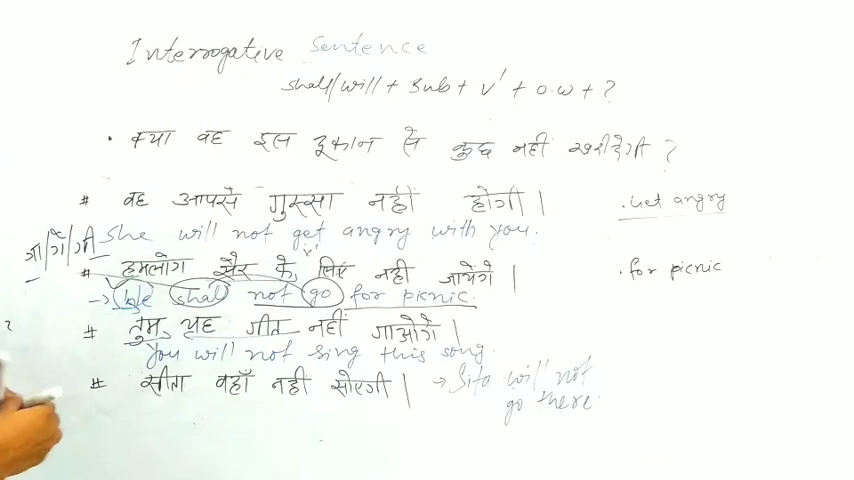 Interrogative Sentence
shall/will + Sub + V' + O.W + ?
• क्या वह इस दूकान से कुछ नहीं खरीदेगी ?
# वह आपसे गुस्सा नहीं होगी | . Get angry
She will not get angry with you.
गा/गे/गी
V'
# हमलोग सैर के लिए नही जायेंगे | . for picnic
→ We shall not go for picnic.
# तुम यह गीत नहीं गाओगे |
You will not sing this song.
# सीता वहाँ नही सोएगी | → Sita will not
go there.